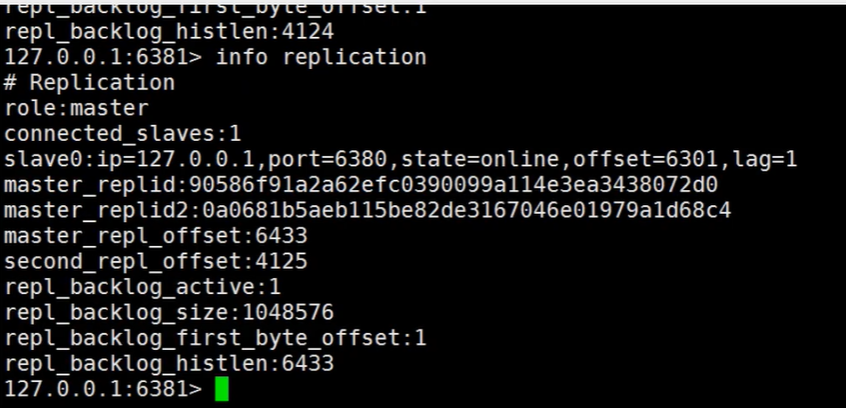 repl_backlog_first_byte_offset:1
repl_backlog_histlen:4124
127.0.0.1:6381> info replication
# Replication
role:master
connected_slaves:1
slave0:ip=127.0.0.1,port=6380,state=online,offset=6301,lag=1
master_replid:90586f91a2a62efc0390099a114e3ea3438072d0
master_replid2:0a0681b5aeb115be82de3167046e01979a1d68c4
master_repl_offset:6433
second_repl_offset:4125
repl_backlog_active:1
repl_backlog_size:1048576
repl_backlog_first_byte_offset:1
repl_backlog_histlen:6433
127.0.0.1:6381>